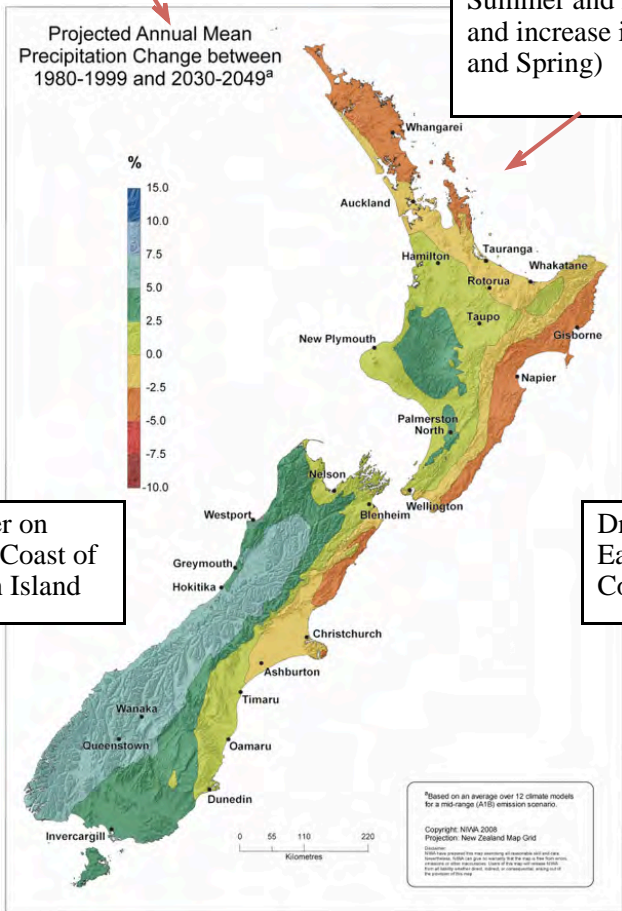 Summer and
and increase i
and Spring)
Projected Annual Mean
Precipitation Change between
1980-1999 and 2030-2049ᵃ
%
15.0
10.0
7.5
5.0
2.5
0.0
-2.5
-5.0
-7.5
-10.0
Whangarei
Auckland
Tauranga
Hamilton
Whakatane
Rotorua
Taupo
Gisborne
New Plymouth
Napier
Palmerston
North
Nelson
Wellington
Blenheim
Westport
er on
Coast of
n Island
Dr
Ea
Co
Greymouth
Hokitika
Christchurch
Ashburton
Timaru
Wanaka
Queenstown
Oamaru
Dunedin
Invercargill
0 55 110 220
Kilometres
ᵃBased on an average over 12 climate models
for a mid-range (A1B) emission scenario.
Copyright: NIWA 2008
Projection: New Zealand Map Grid
Disclaimer: